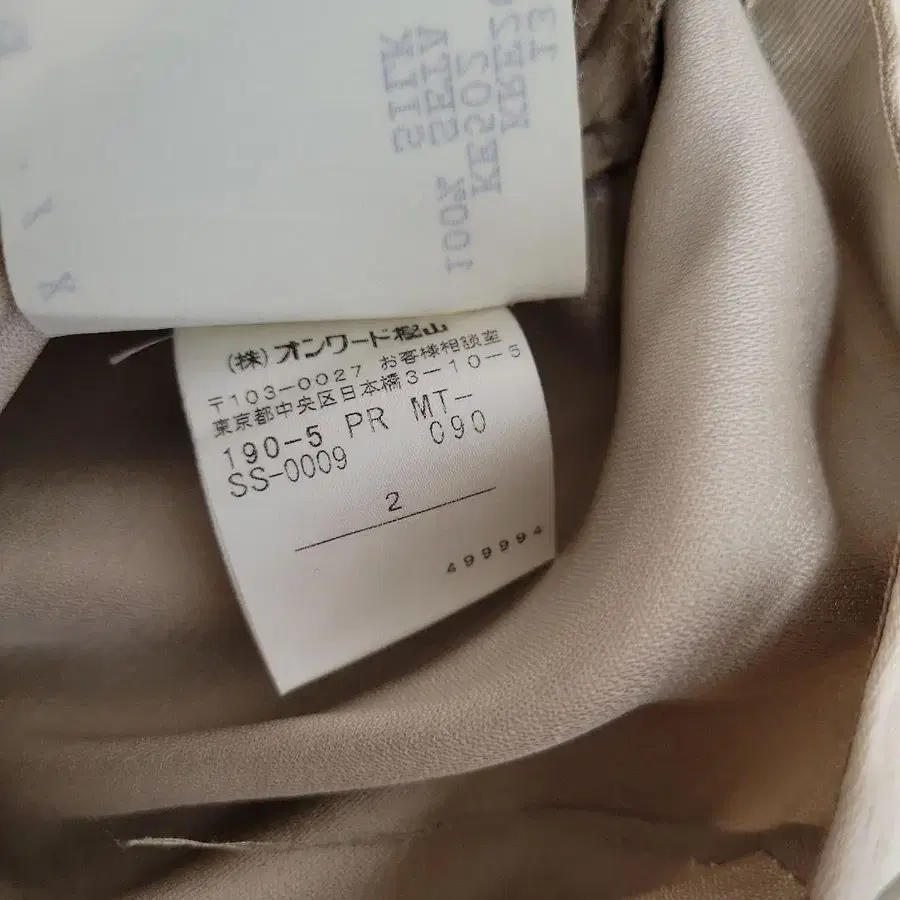 100% SILK
SETA
KF502
(株)オンワード樫山
〒103-0027 お客様相談室
東京都中央区日本橋3-10-5
190-5 PR MT-
SS-0009 090
2
499994